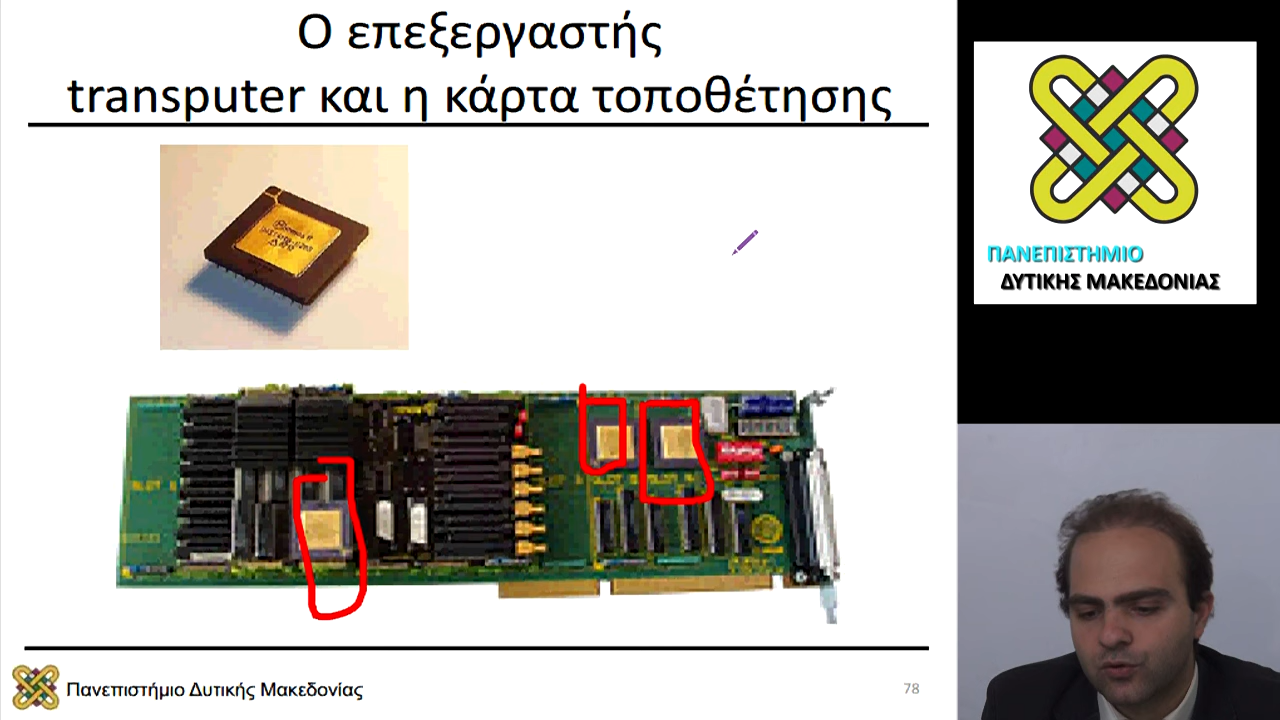 Ο επεξεργαστής
transputer και η κάρτα τοποθέτησης
ΠΑΝΕΠΙΣΤΗΜΙΟ
ΔΥΤΙΚΗΣ ΜΑΚΕΔΟΝΙΑΣ
Πανεπιστήμιο Δυτικής Μακεδονίας
78